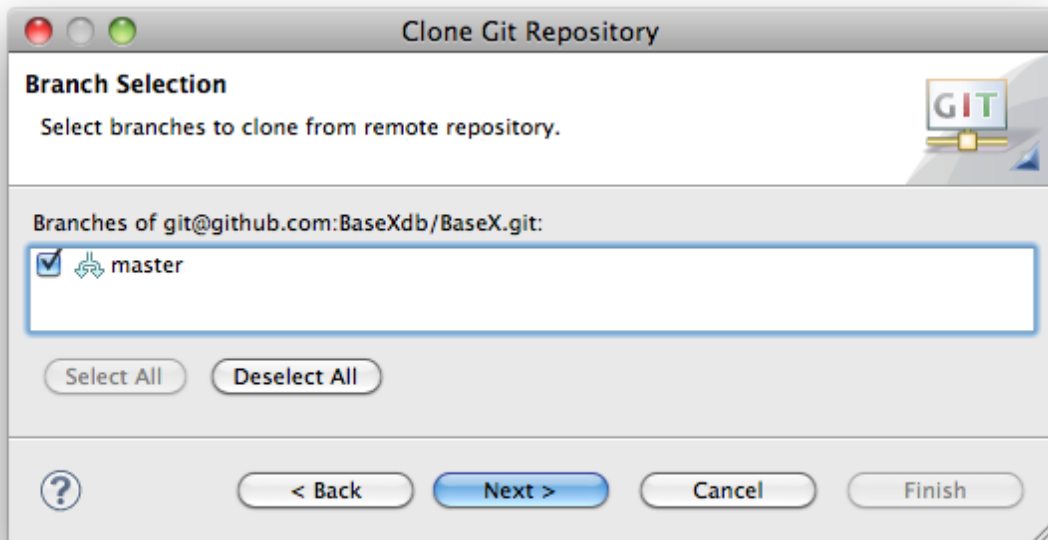 Clone Git Repository
Branch Selection
Select branches to clone from remote repository.
GIT
Branches of git@github.com:BaseXdb/BaseX.git:
master
Select All Deselect All
? < Back Next > Cancel Finish